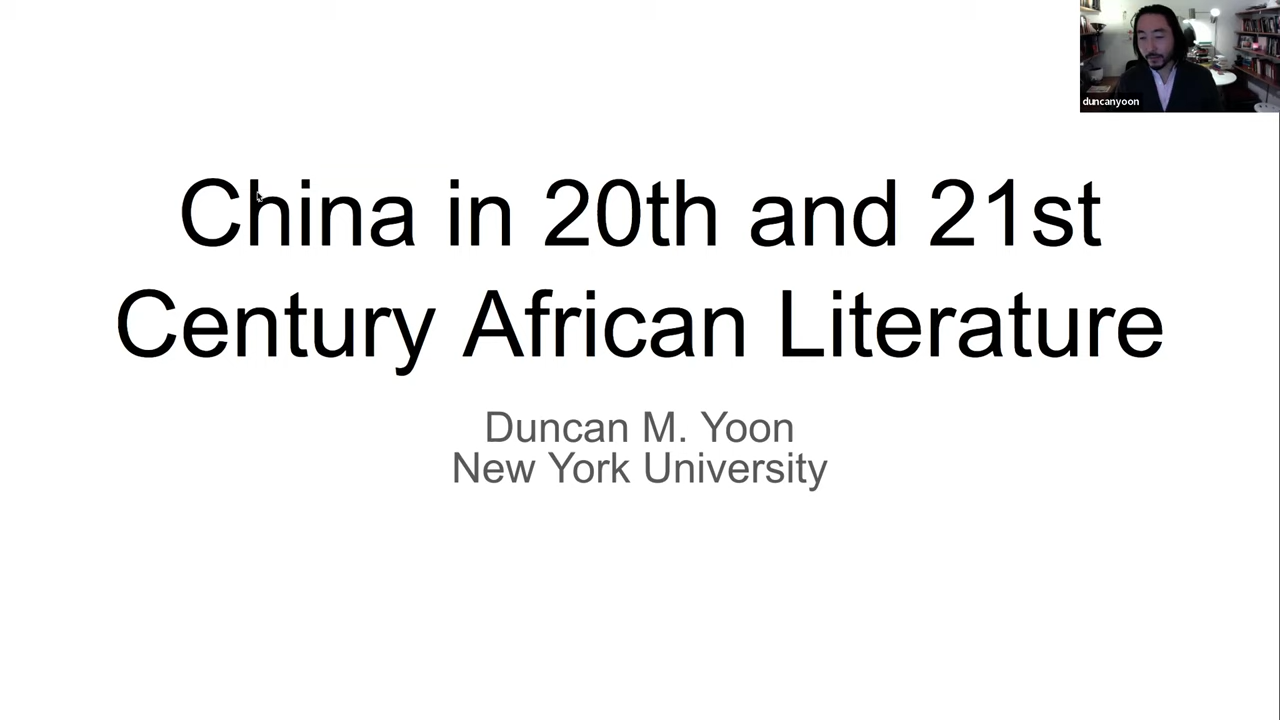 duncanyoon
China in 20th and 21st
Century African Literature
Duncan M. Yoon
New York University